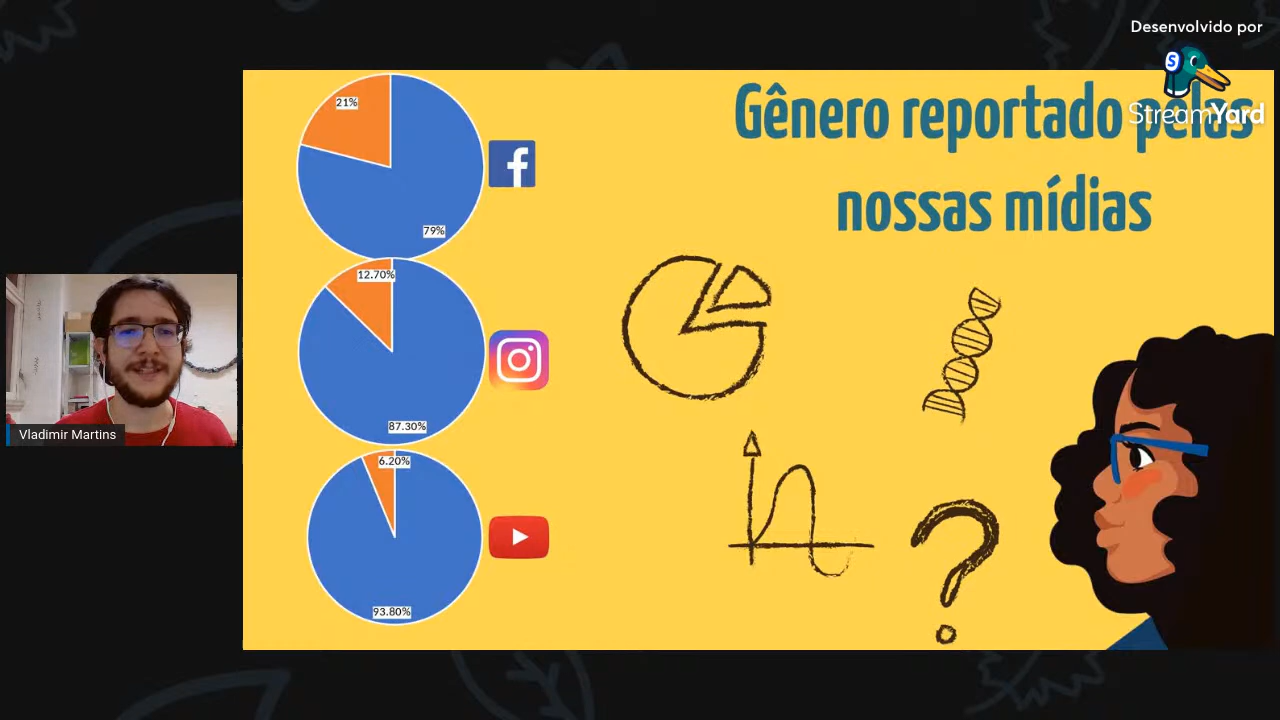 Desenvolvido por
StreamYard
Gênero reportado pelas
nossas mídias
21%
79%
12.70%
87.30%
6.20%
93.80%
Vladimir Martins